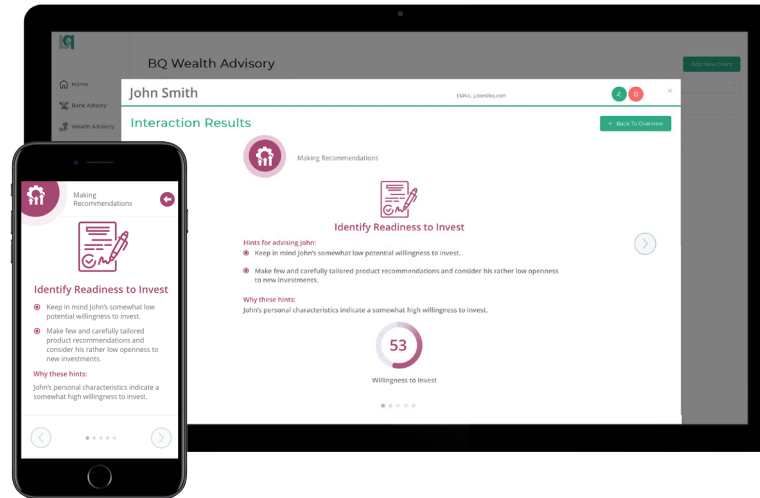 BQ Wealth Advisory
Add New Client
Home
Bank Adisory
Wealth Advisory
John Smith
EMAIL: j.doe@bq.com
Interaction Results
← Back To Overview
Making Recommendations
Identify Readiness to Invest
Hints for advising John:
Keep in mind John's somewhat low potential willingness to invest.
Make few and carefully tailored product recommendations and consider his rather low openness
to new investments.
Why these hints:
John's personal characteristics indicate a somewhat high willingness to invest.
53
Willingness to Invest
Making
Recommendations
Identify Readiness to Invest
Keep in mind John's somewhat low
potential willingness to invest.
Make few and carefully tailored
product recommendations and
consider his rather low openness to
new investments.
Why these hints:
John's personal characteristics indicate a
somewhat high willingness to invest.